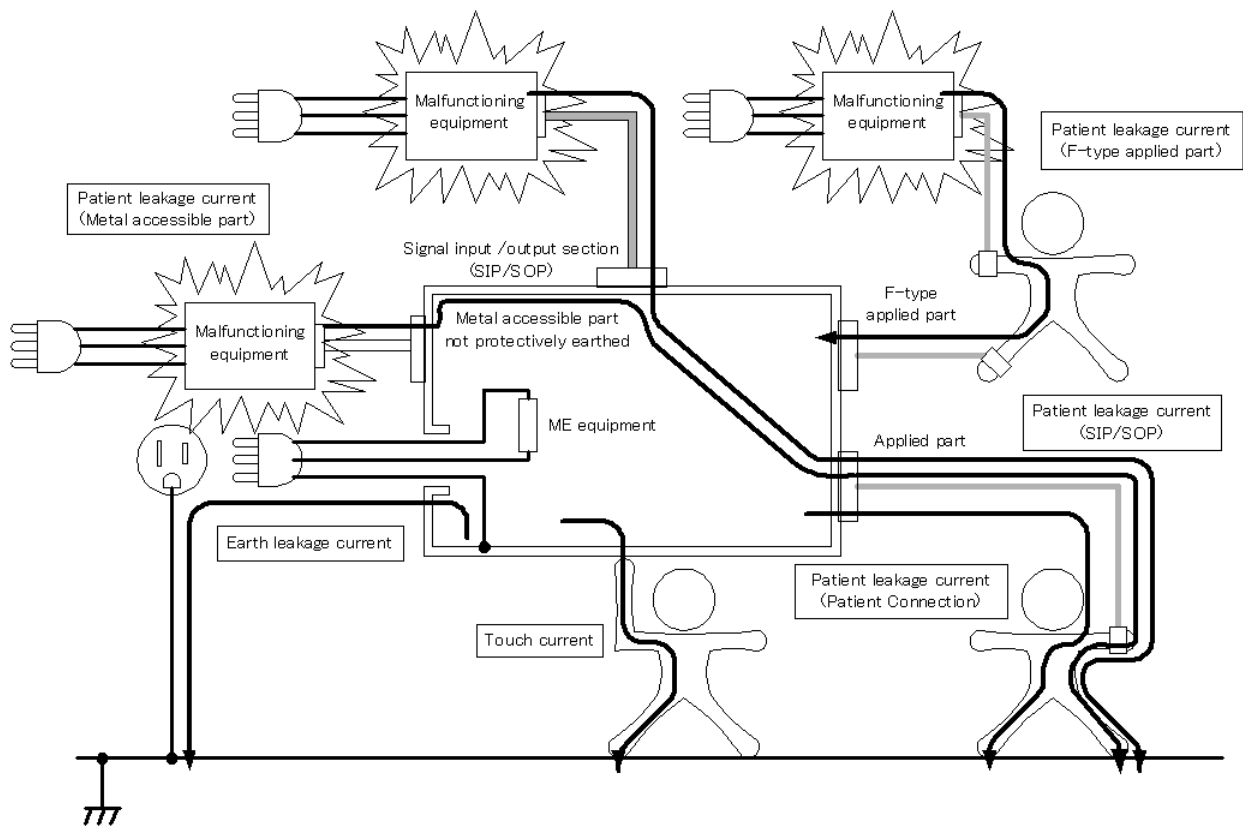 Malfunctioning
equipment
Malfunctioning
equipment
Patient leakage current
(F-type applied part)
Patient leakage current
(Metal accessible part)
Signal input /output section
(SIP/SOP)
Malfunctioning
equipment
Metal accessible part
not protectively earthed
F-type
applied part
ME equipment
Patient leakage current
(SIP/SOP)
Applied part
Earth leakage current
Patient leakage current
(Patient Connection)
Touch current